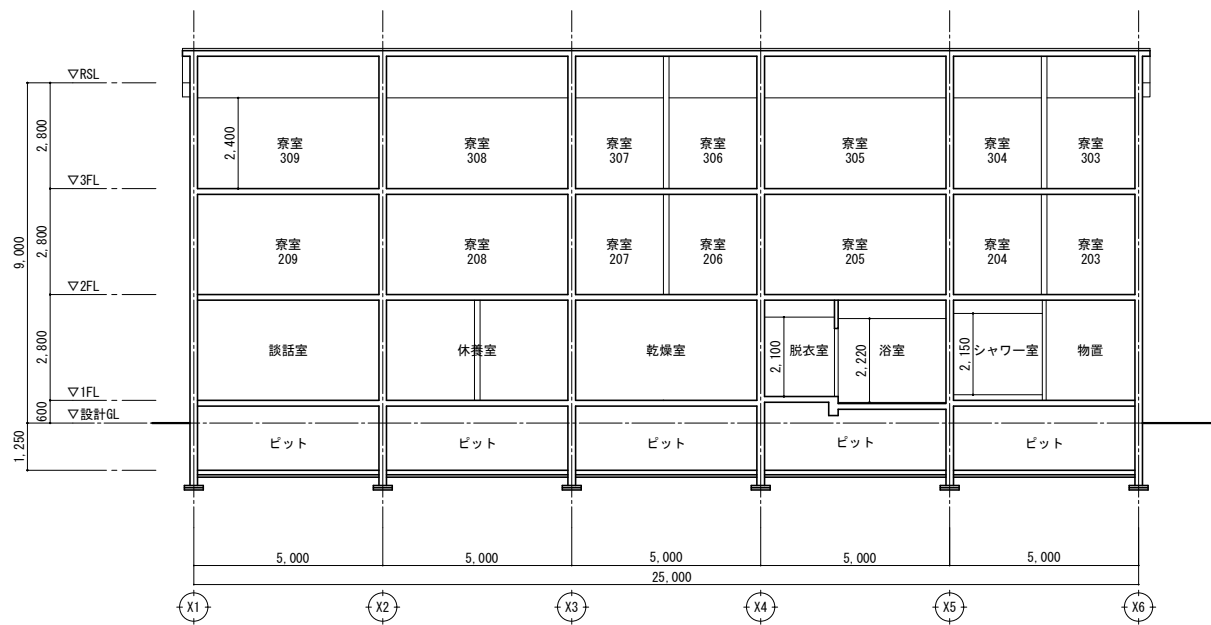 ▽RSL
2,800
2,400
寮室
309
寮室
308
寮室
307
寮室
306
寮室
305
寮室
304
寮室
303
▽3FL
9,000
2,800
寮室
209
寮室
208
寮室
207
寮室
206
寮室
205
寮室
204
寮室
203
▽2FL
2,800
談話室
休養室
乾燥室
2,100
脱衣室
2,220
浴室
2,150
シャワー室
物置
▽1FL
600
▽設計GL
1,250
ピット
ピット
ピット
ピット
ピット
5,000
5,000
5,000
5,000
5,000
25,000
X1
X2
X3
X4
X5
X6